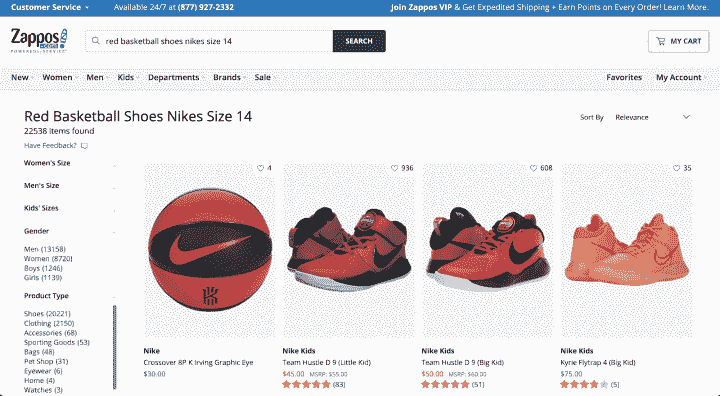 Customer Service
Available 24/7 at (877) 927-2332
Join Zappos VIP & Get Expedited Shipping + Earn Points on Every Order! Learn More.
Zappos
POWERED by SERVICE
red basketball shoes nikes size 14
SEARCH
MY CART
New
Women
Men
Kids
Departments
Brands
Sale
Favorites
My Account
Red Basketball Shoes Nikes Size 14
22538 items found
Sort By
Relevance
Have Feedback?
Women's Size
Men's Size
Kids' Sizes
Gender
Men (13158)
Women (8720)
Boys (1246)
Girls (1139)
Product Type
Shoes (20221)
Clothing (2150)
Accessories (68)
Sporting Goods (53)
Bags (48)
Pet Shop (31)
Eyewear (6)
Home (4)
Watches (3)
4
Nike
Crossover 8P K Irving Graphic Eye
$30.00
936
Nike Kids
Team Hustle D 9 (Little Kid)
$45.00 MSRP: $55.00
(83)
608
Nike Kids
Team Hustle D 9 (Big Kid)
$50.00 MSRP: $60.00
(51)
35
Nike Kids
Kyrie Flytrap 4 (Big Kid)
$75.00
(5)